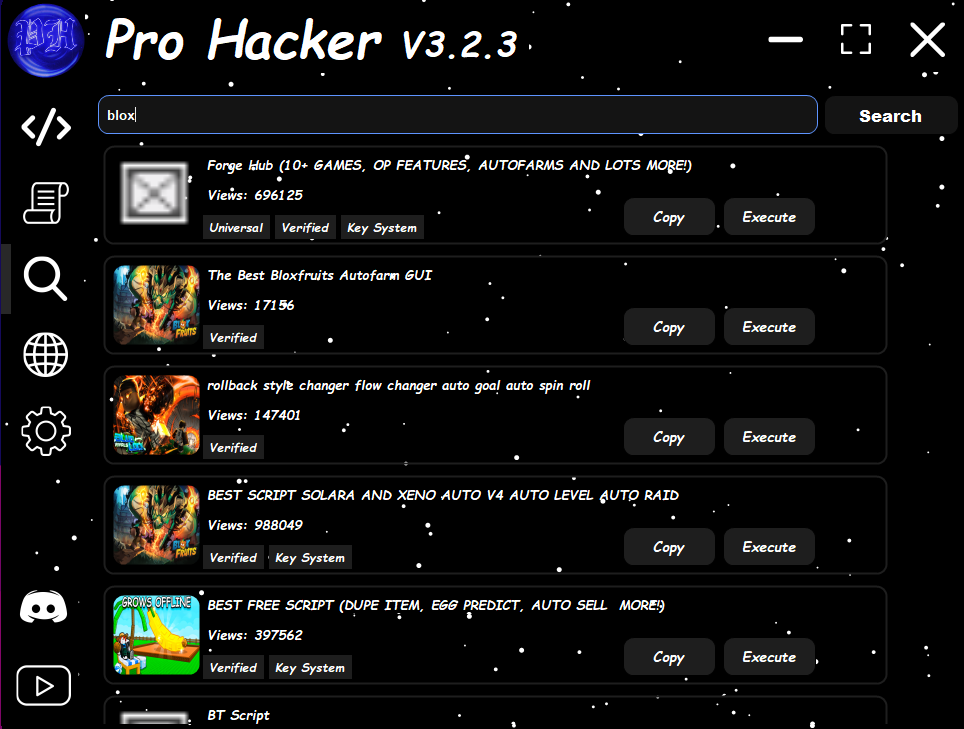 PH
Pro Hacker V3.2.3
blox
Search
Forge Hub (10+ GAMES, OP FEATURES, AUTOFARMS AND LOTS MORE!)
Views: 696125
Universal Verified Key System
Copy Execute
The Best Bloxfruits Autofarm GUI
Views: 17156
Verified
Copy Execute
BLOX FRUITS
rollback style changer flow changer auto goal auto spin roll
Views: 147401
Verified
Copy Execute
BEST SCRIPT SOLARA AND XENO AUTO V4 AUTO LEVEL AUTO RAID
Views: 988049
Verified Key System
Copy Execute
BLOX FRUITS
GROWS OFFLINE
BEST FREE SCRIPT (DUPE ITEM, EGG PREDICT, AUTO SELL MORE!)
Views: 397562
Verified Key System
Copy Execute
BT Script